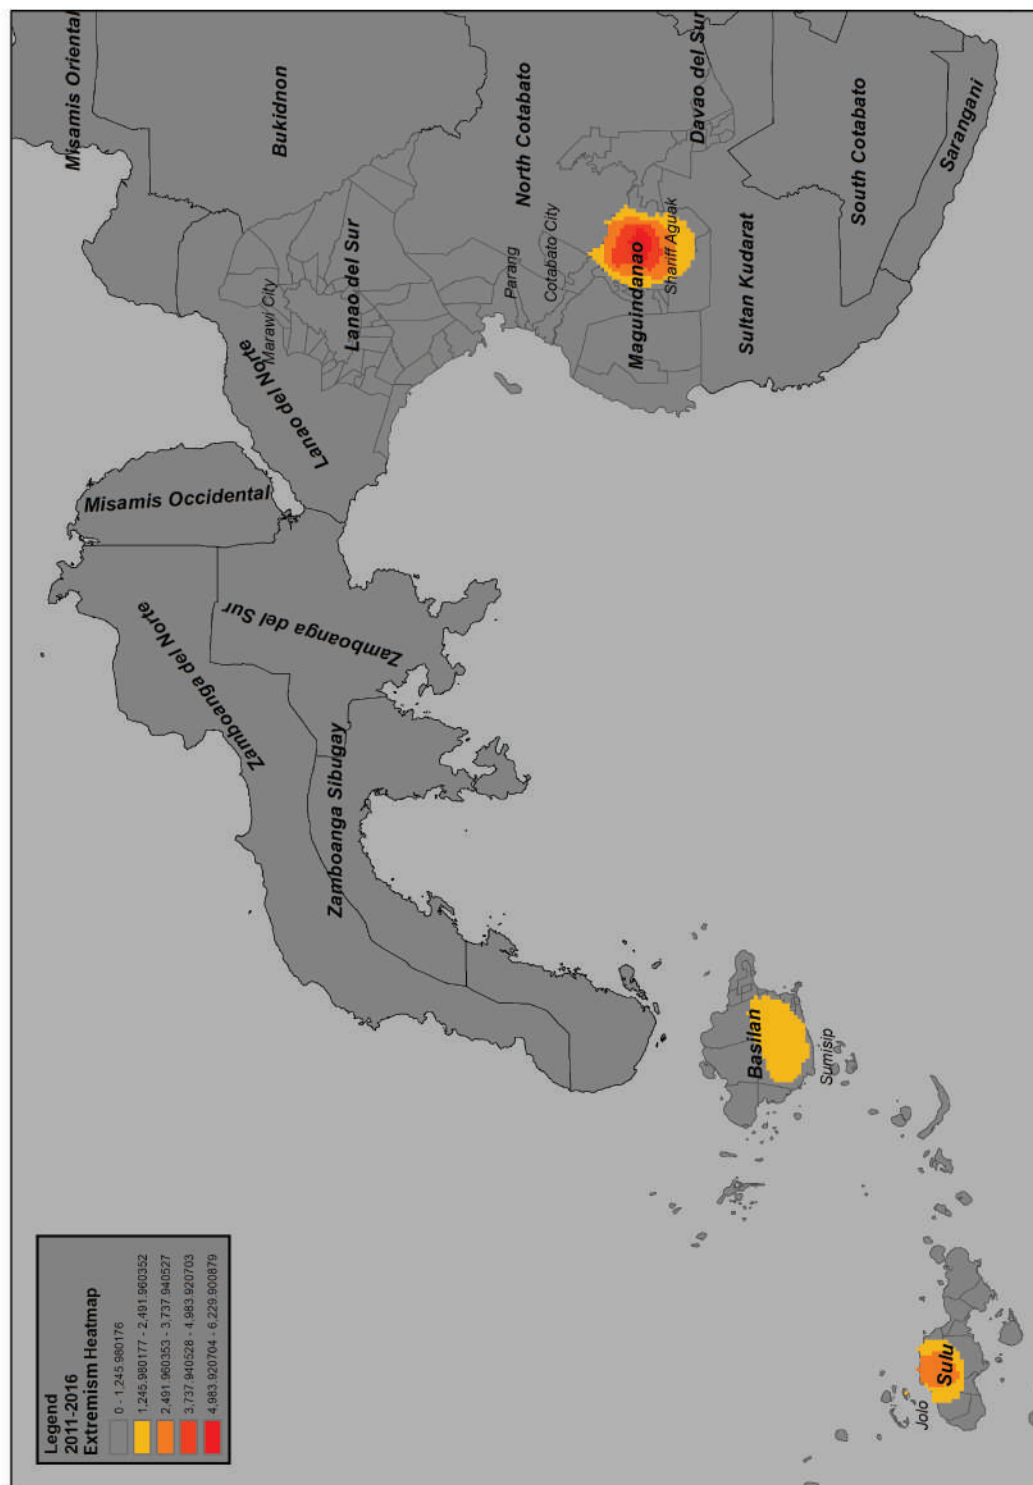 Legend
2011-2016
Extremism Heatmap
0 - 1,245.980176
1,245.980177 - 2,491.960352
2,491.960353 - 3,737.940527
3,737.940528 - 4,983.920703
4,983.920704 - 6,229.900879
Misamis Oriental
Bukidnon
Misamis Occidental
Zamboanga del Norte
Lanao del Norte
Marawi City
Lanao del Sur
Zamboanga del Sur
Zamboanga Sibugay
North Cotabato
Parang
Cotabato City
Maguindanao
Shariff Aguak
Davao del Sur
Sultan Kudarat
South Cotabato
Sarangani
Basilan
Sumisip
Jolo
Sulu